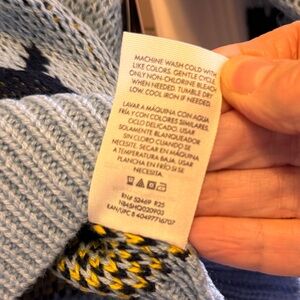 MACHINE WASH COLD WITH
LIKE COLORS. GENTLE CYCLE.
ONLY NON-CHLORINE BLEACH
WHEN NEEDED. TUMBLE DRY
LOW. COOL IRON IF NEEDED.
LAVAR A MÁQUINA CON AGUA
FRÍA Y CON COLORES SIMILARES.
CICLO DELICADO. USAR
SOLAMENTE BLANQUEADOR
SIN CLORO CUANDO SE
NECESITE. SECAR EN MÁQUINA
A TEMPERATURA BAJA. USAR
PLANCHA EN FRÍO SI SE
NECESITA.
RN# 52469 R25
NB45HQ020903
EAN/UPC 8 40497716707